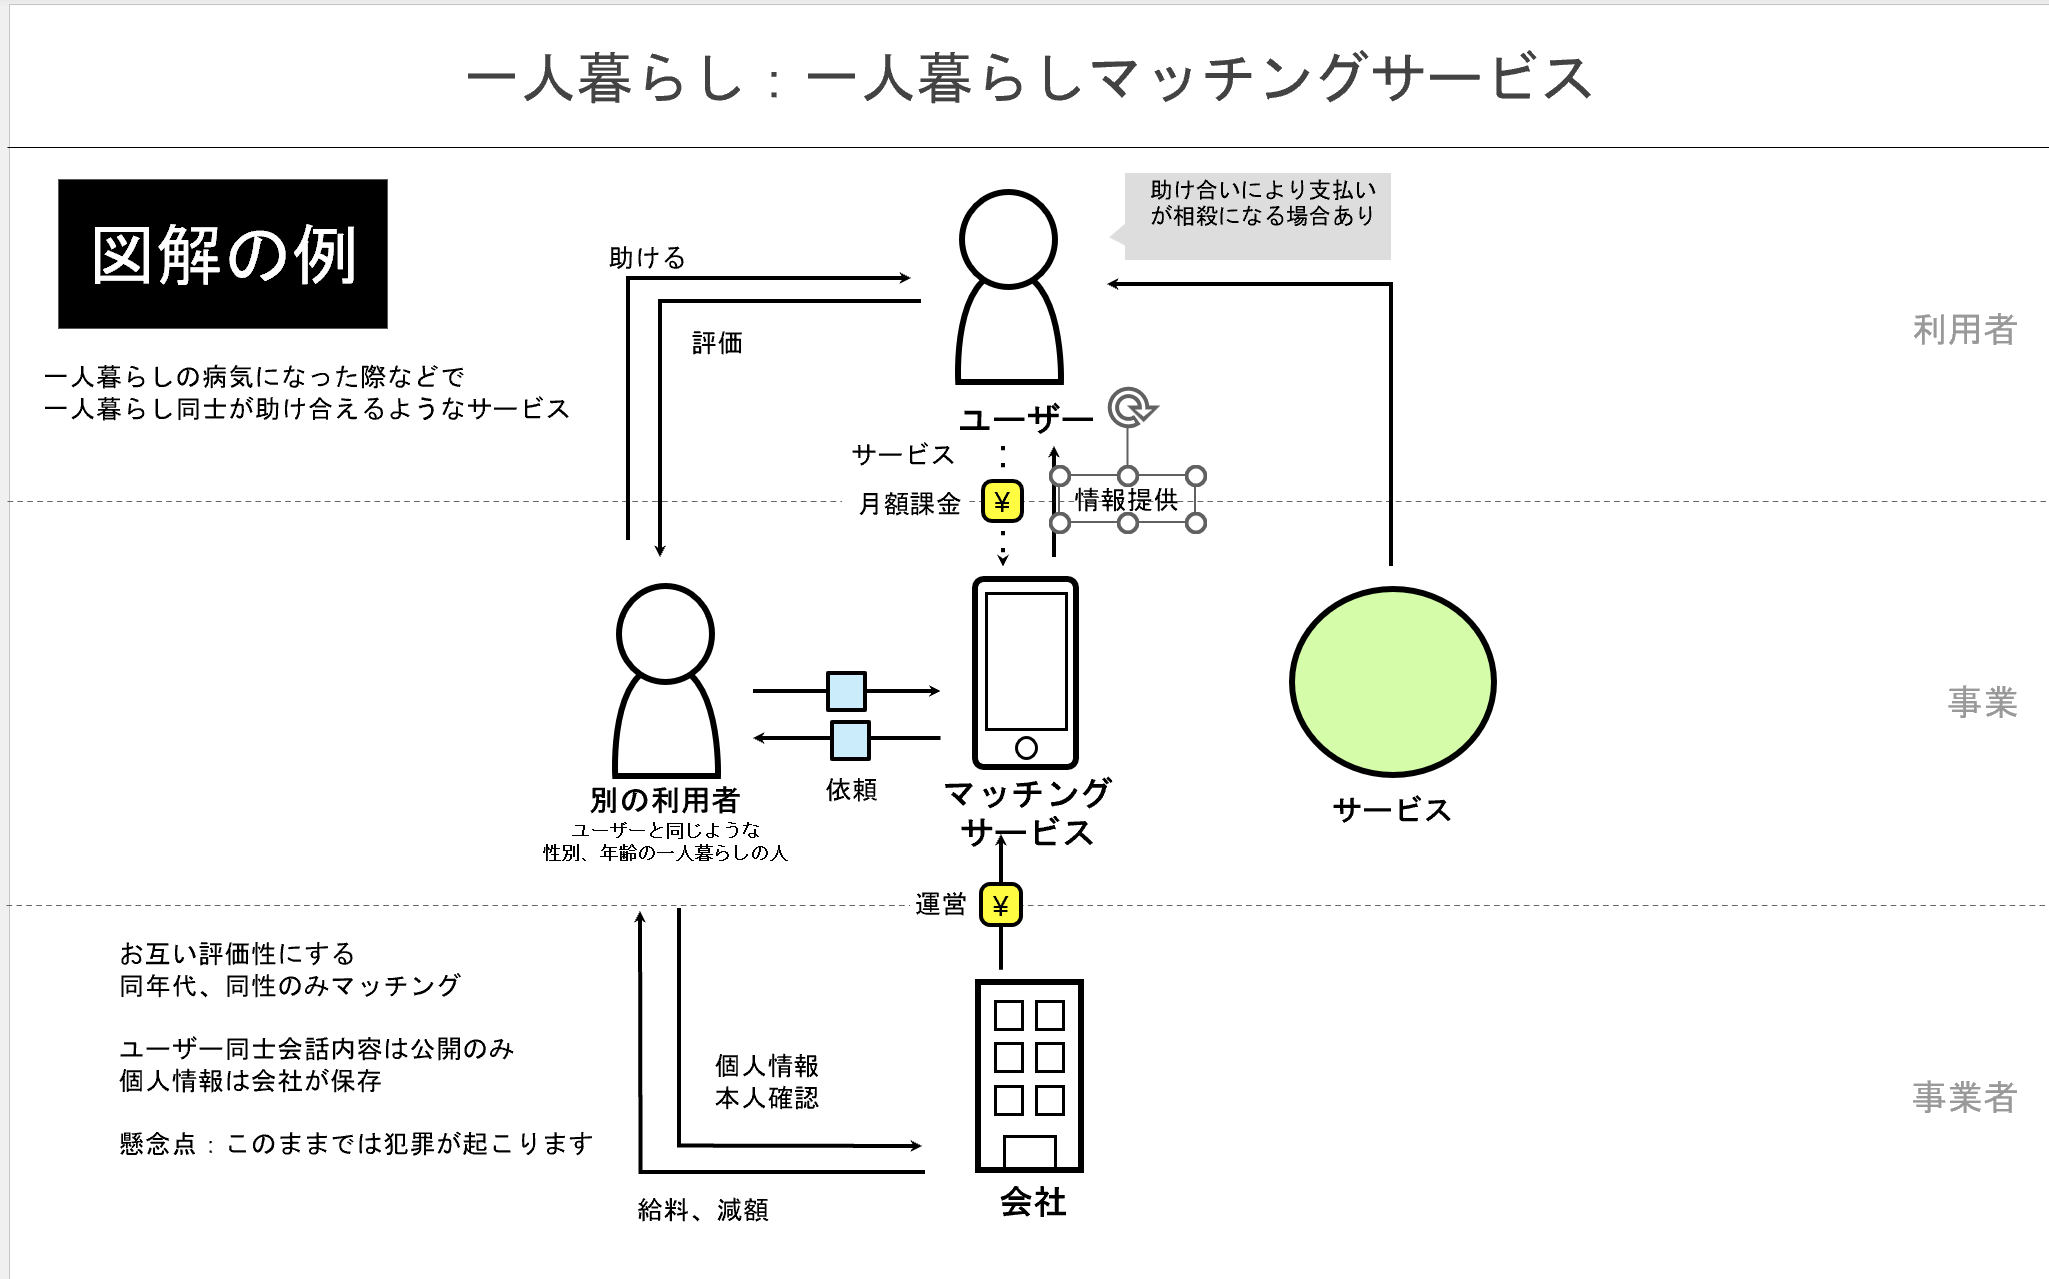 一人暮らし：一人暮らしマッチングサービス
図解の例
一人暮らしの病気になった際などで
一人暮らし同士が助け合えるようなサービス
助ける
評価
助け合いにより支払い
が相殺になる場合あり
利用者
ユーザー
サービス
月額課金
¥
情報提供
別の利用者
ユーザーと同じような
性別、年齢の一人暮らしの人
依頼
マッチング
サービス
サービス
事業
運営
¥
お互い評価性にする
同年代、同性のみマッチング
ユーザー同士会話内容は公開のみ
個人情報は会社が保存
懸念点：このままでは犯罪が起こります
個人情報
本人確認
給料、減額
会社
事業者